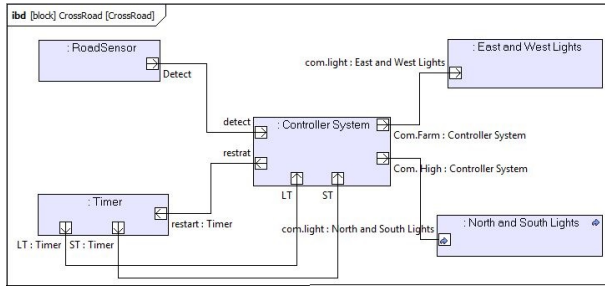 ibd [block] CrossRoad [CrossRoad]
: RoadSensor
Detect
com.light : East and West Lights
: East and West Lights
detect
: Controller System
Com.Farm : Controller System
restrat
Com. High : Controller System
LT
ST
: Timer
restart : Timer
com.light : North and South Lights
: North and South Lights
LT : Timer
ST : Timer